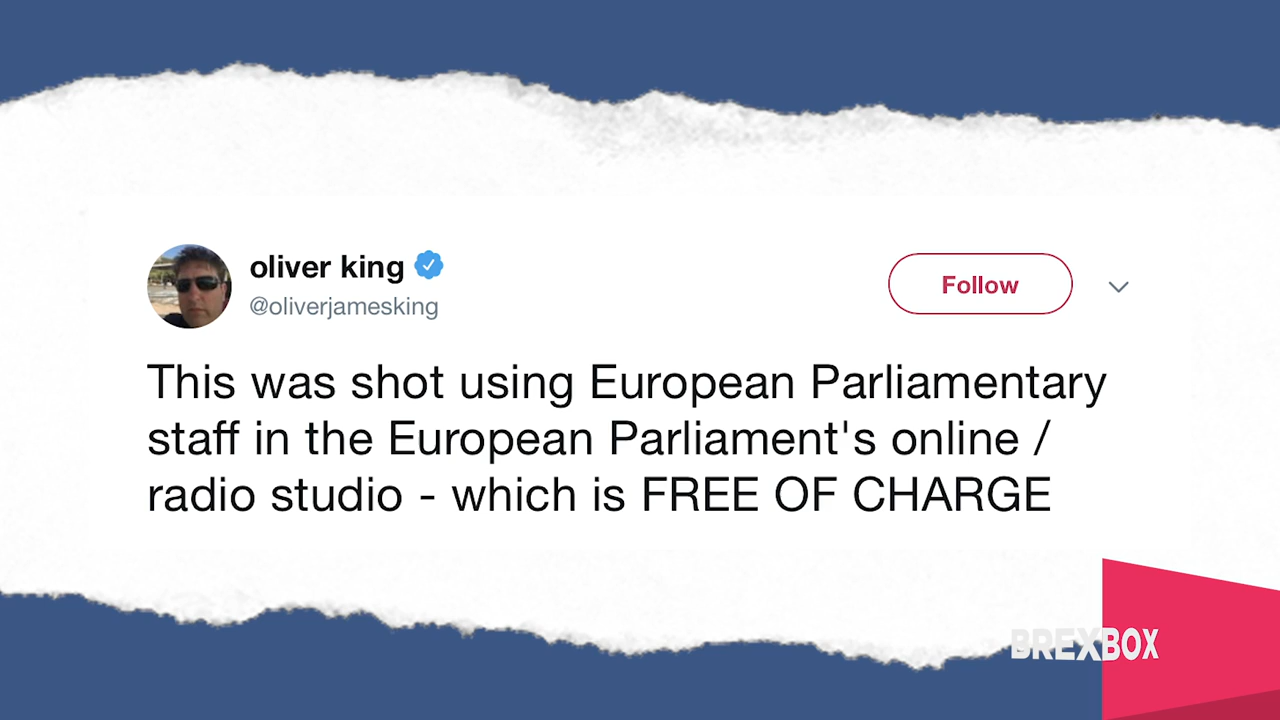 oliver king
@oliverjamesking
Follow
This was shot using European Parliamentary
staff in the European Parliament's online /
radio studio - which is FREE OF CHARGE
BREXBOX